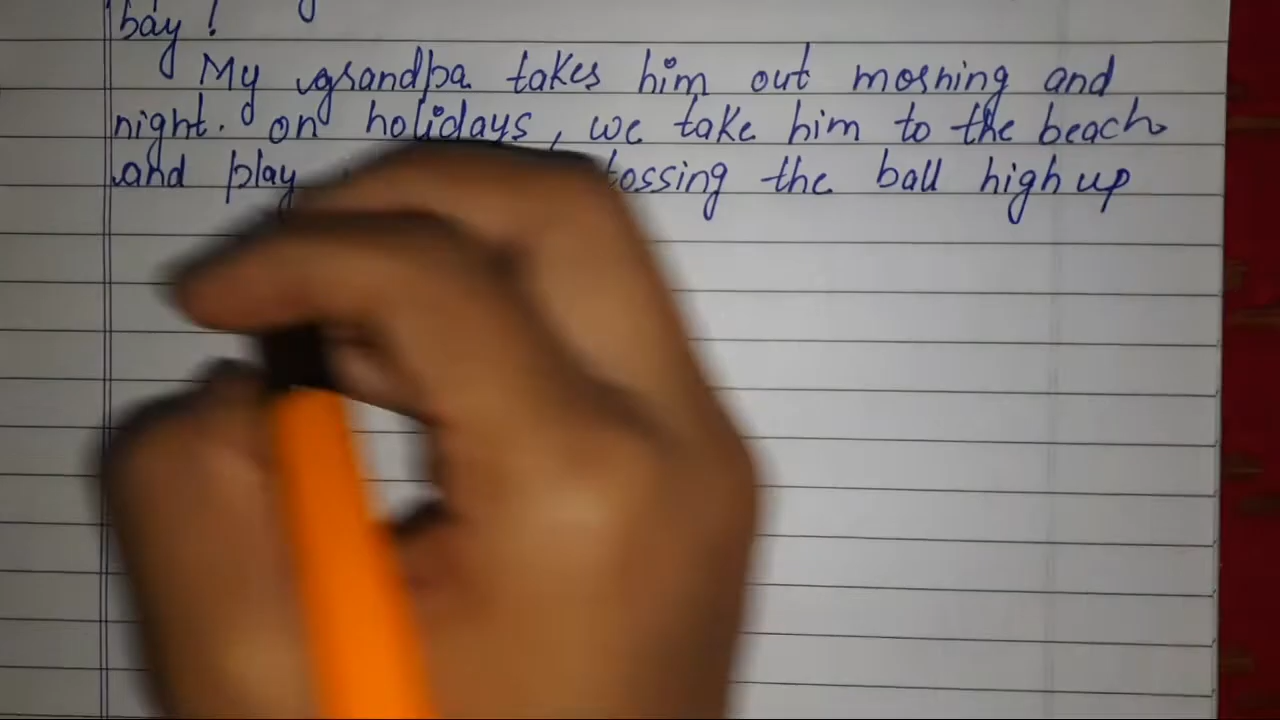 bay !
My grandpa takes him out morning and
night. on holidays, we take him to the beach
and play tossing the ball high up